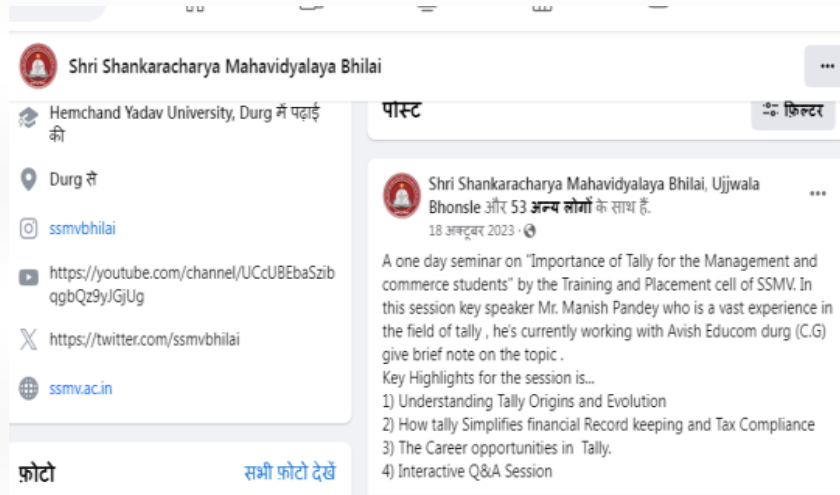 Shri Shankaracharya Mahavidyalaya Bhilai
Hemchand Yadav University, Durg में पढ़ाई
की
Durg से
ssmvbhilai
https://youtube.com/channel/UCcUBEbaSzib
qgbQz9yJGjUg
https://twitter.com/ssmvbhilai
ssmv.ac.in
फ़ोटो
सभी फ़ोटो देखें
पोस्ट
फ़िल्टर
Shri Shankaracharya Mahavidyalaya Bhilai, Ujjwala
Bhonsle और 53 अन्य लोगों के साथ हैं.
18 अक्टूबर 2023 ·
A one day seminar on "Importance of Tally for the Management and
commerce students" by the Training and Placement cell of SSMV. In
this session key speaker Mr. Manish Pandey who is a vast experience in
the field of tally , he's currently working with Avish Educom durg (C.G)
give brief note on the topic .
Key Highlights for the session is...
1) Understanding Tally Origins and Evolution
2) How tally Simplifies financial Record keeping and Tax Compliance
3) The Career opportunities in Tally.
4) Interactive Q&A Session